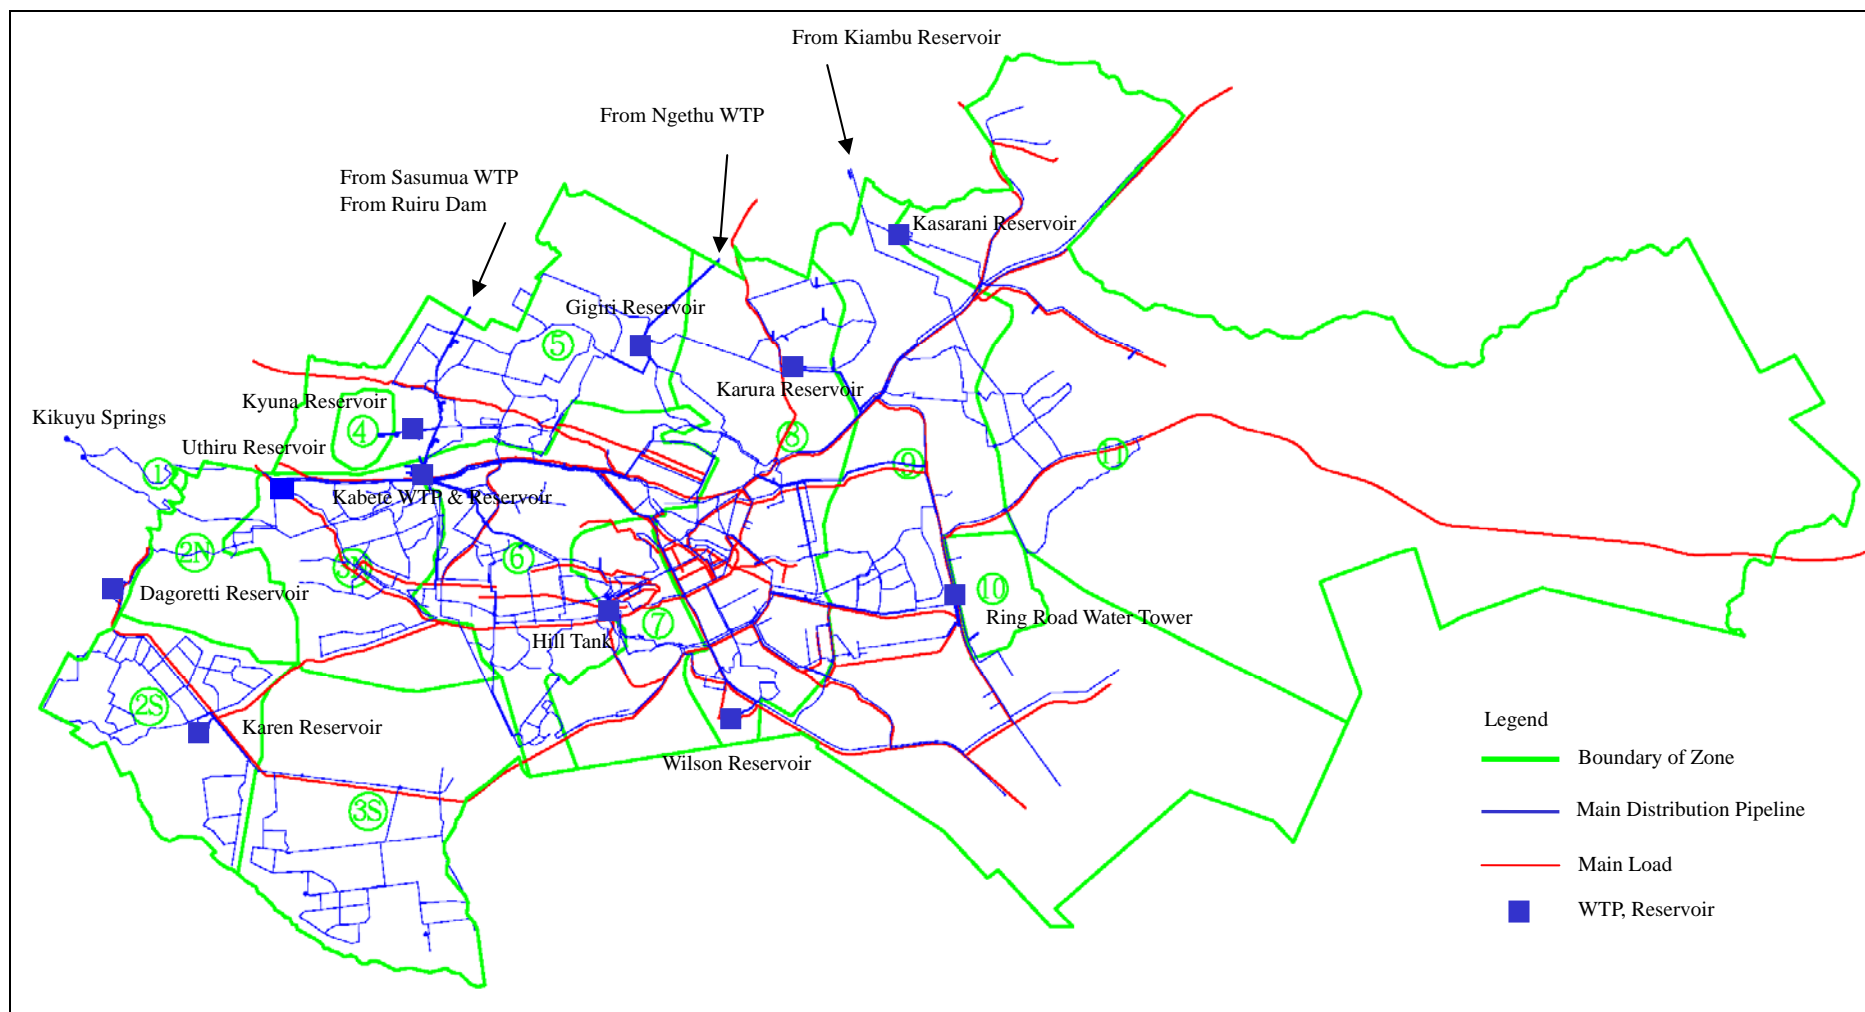 From Kiambu Reservoir
From Ngethu WTP
From Sasumua WTP
From Ruiru Dam
Kasarani Reservoir
Gigiri Reservoir
5
Karura Reservoir
Kyuna Reservoir
4
Kikuyu Springs
Uthiru Reservoir
8
9
11
1
Kabete WTP & Reservoir
2N
3N
6
Dagoretti Reservoir
10
Ring Road Water Tower
7
Hill Tank
2S
Karen Reservoir
Wilson Reservoir
3S
Legend
Boundary of Zone
Main Distribution Pipeline
Main Load
WTP, Reservoir